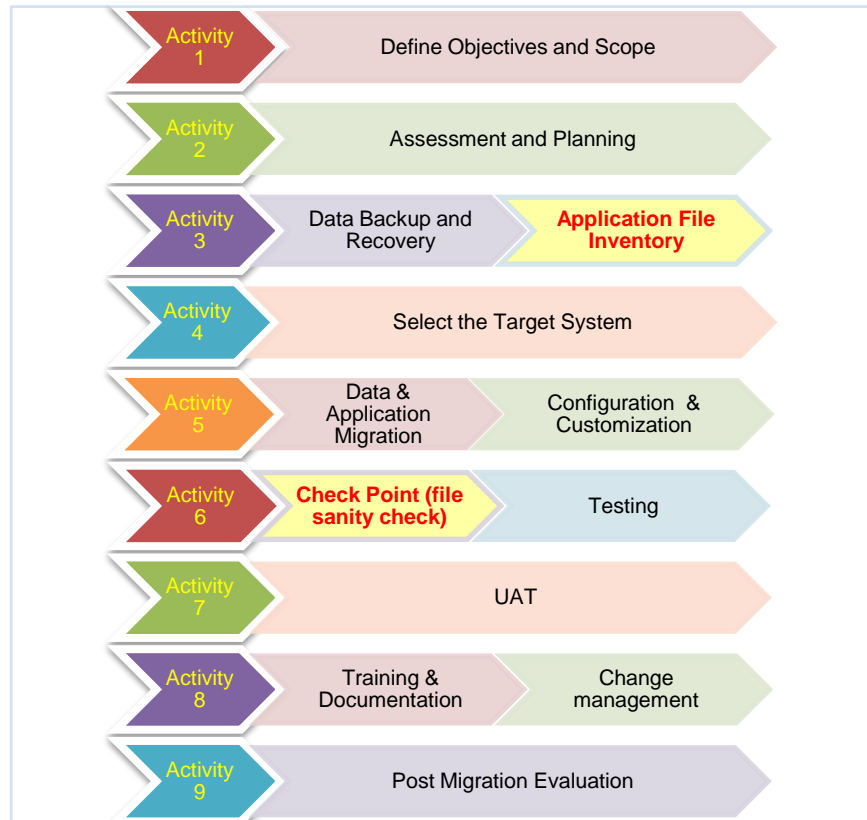 Activity
1
Define Objectives and Scope
Activity
2
Assessment and Planning
Activity
3
Data Backup and
Recovery
Application File
Inventory
Activity
4
Select the Target System
Activity
5
Data &
Application
Migration
Configuration &
Customization
Activity
6
Check Point (file
sanity check)
Testing
Activity
7
UAT
Activity
8
Training &
Documentation
Change
management
Activity
9
Post Migration Evaluation